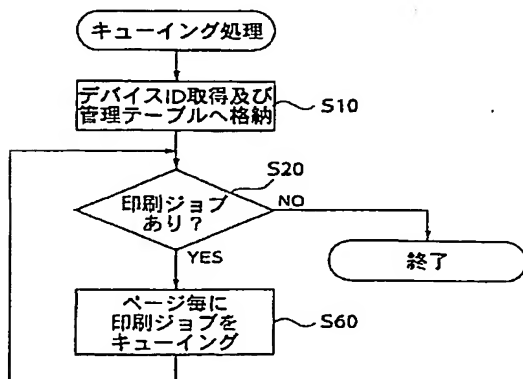 キューイング処理
デバイスID取得及び
管理テーブルへ格納
S10
S20
印刷ジョブ
あり?
NO
YES
終了
ページ毎に
印刷ジョブを
キューイング
S60